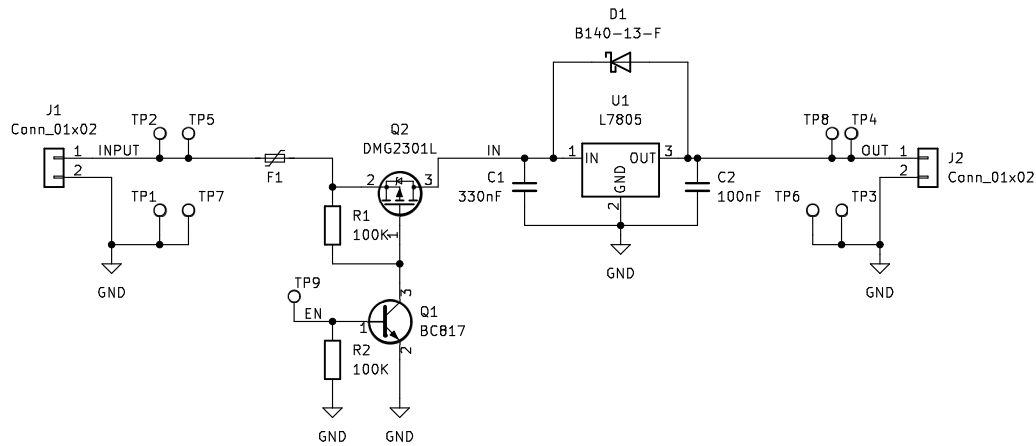 D1
B140-13-F
J1
Conn_01x02
TP2
TP5
Q2
DMG2301L
U1
L7805
TP8
TP4
1
INPUT
F1
2
3
IN
1
IN
OUT
3
GND
2
OUT
1
J2
Conn_01x02
2
2
C1
330nF
C2
100nF
TP1
TP7
R1
100K
1
TP6
TP3
GND
GND
GND
TP9
EN
1
3
Q1
BC817
2
R2
100K
GND
GND